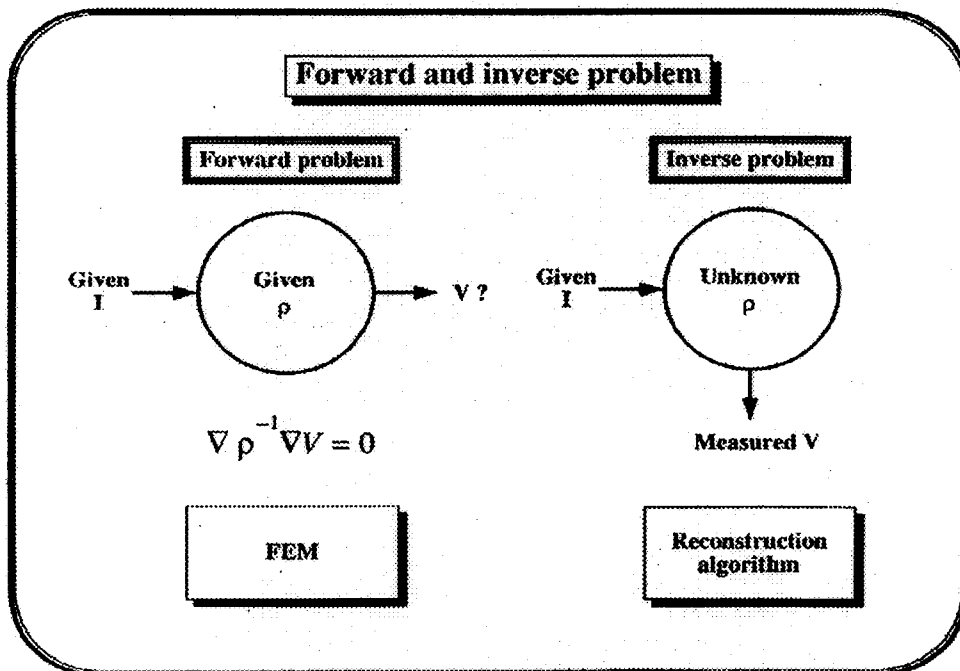 Forward and inverse problem
Forward problem
Given
I
Given
ρ
V ?
∇ ρ⁻¹∇V = 0
FEM
Inverse problem
Given
I
Unknown
ρ
Measured V
Reconstruction
algorithm